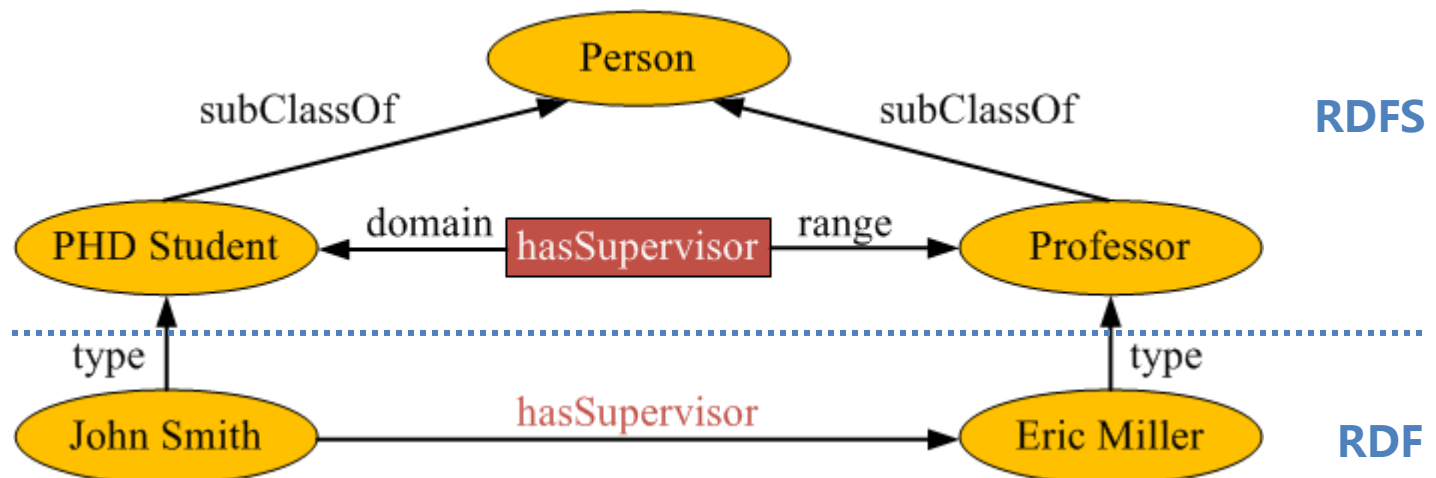 Person
subClassOf
subClassOf
RDFS
PHD Student
domain
hasSupervisor
range
Professor
type
type
John Smith
hasSupervisor
Eric Miller
RDF